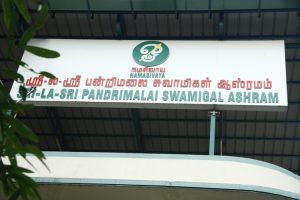 நமசிவாய
NAMASIVAYA
ஸ்ரீ-ல-ஸ்ரீ பன்றிமலை சுவாமிகள் ஆஸ்ரமம்
SRI-LA-SRI PANDRIMALAI SWAMIGAL ASHRAM